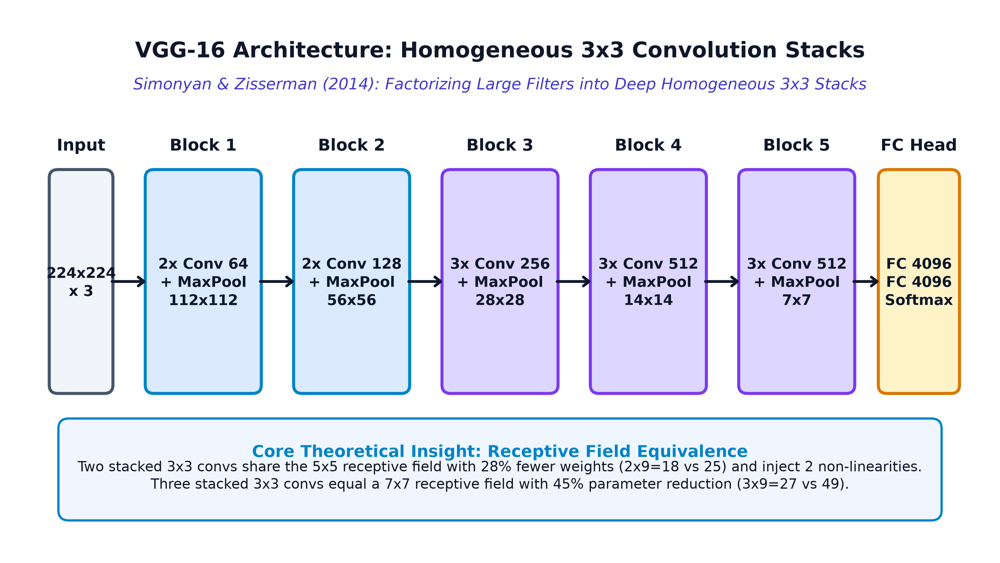 VGG-16 Architecture: Homogeneous 3x3 Convolution Stacks
Simonyan & Zisserman (2014): Factorizing Large Filters into Deep Homogeneous 3x3 Stacks
Input
224x224
x 3
Block 1
2x Conv 64
+ MaxPool
112x112
Block 2
2x Conv 128
+ MaxPool
56x56
Block 3
3x Conv 256
+ MaxPool
28x28
Block 4
3x Conv 512
+ MaxPool
14x14
Block 5
3x Conv 512
+ MaxPool
7x7
FC Head
FC 4096
FC 4096
Softmax
Core Theoretical Insight: Receptive Field Equivalence
Two stacked 3x3 convs share the 5x5 receptive field with 28% fewer weights (2x9=18 vs 25) and inject 2 non-linearities.
Three stacked 3x3 convs equal a 7x7 receptive field with 45% parameter reduction (3x9=27 vs 49).